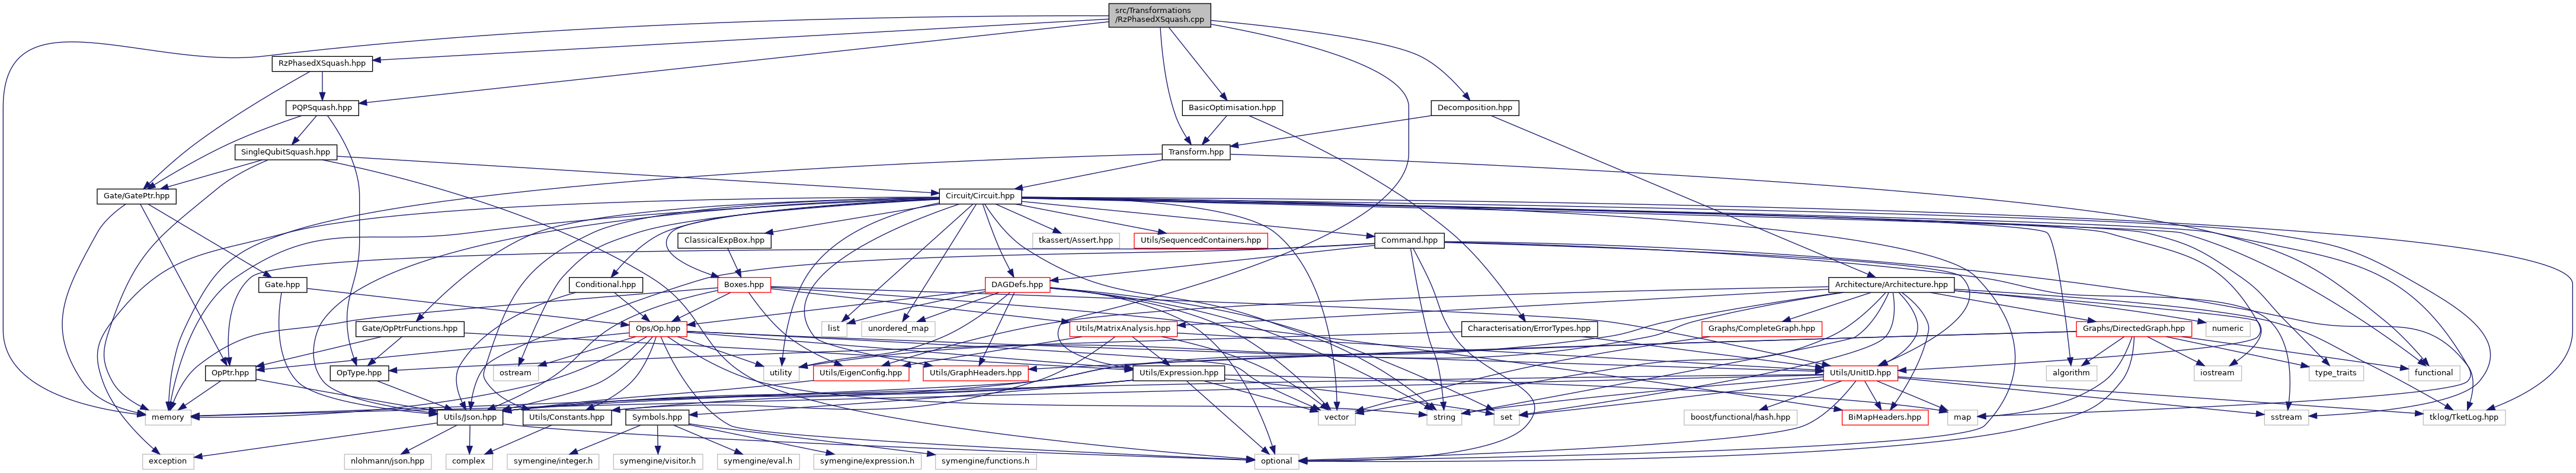 src/Transformations
/RzPhasedXSquash.cpp
RzPhasedXSquash.hpp
PQPSquash.hpp
BasicOptimisation.hpp
Decomposition.hpp
SingleQubitSquash.hpp
Transform.hpp
Gate/GatePtr.hpp
Circuit/Circuit.hpp
ClassicalExpBox.hpp
tkassert/Assert.hpp
Utils/SequencedContainers.hpp
Command.hpp
Gate.hpp
Conditional.hpp
Boxes.hpp
DAGDefs.hpp
Architecture/Architecture.hpp
Gate/OpPtrFunctions.hpp
Ops/Op.hpp
list
unordered_map
Utils/MatrixAnalysis.hpp
Characterisation/ErrorTypes.hpp
Graphs/CompleteGraph.hpp
Graphs/DirectedGraph.hpp
numeric
OpPtr.hpp
OpType.hpp
ostream
utility
Utils/EigenConfig.hpp
Utils/GraphHeaders.hpp
Utils/Expression.hpp
Utils/UnitID.hpp
algorithm
iostream
type_traits
functional
memory
Utils/Json.hpp
Utils/Constants.hpp
Symbols.hpp
vector
string
set
boost/functional/hash.hpp
BiMapHeaders.hpp
map
sstream
tklog/TketLog.hpp
exception
nlohmann/json.hpp
complex
symengine/integer.h
symengine/visitor.h
symengine/eval.h
symengine/expression.h
symengine/functions.h
optional